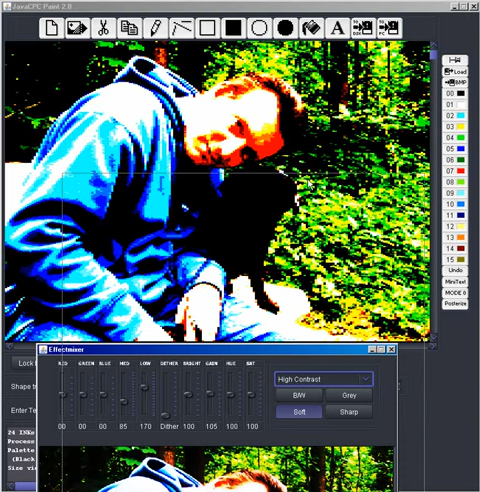 JavaCPC Paint 2.0
A
Load
BMP
00
01
02
03
04
05
06
07
08
09
10
11
12
13
14
15
Undo
MiniText
MODE 0
Posterize
Effectmixer
Lock
RED GREEN BLUE MED LOW DITHER BRIGHT GAIN HUE SAT
High Contrast
B/W Grey
Soft Sharp
Shape
Enter
00 00 00 85 170 Dither 100 105 100 100
24 INKs
Process
Palette
(Black
Size